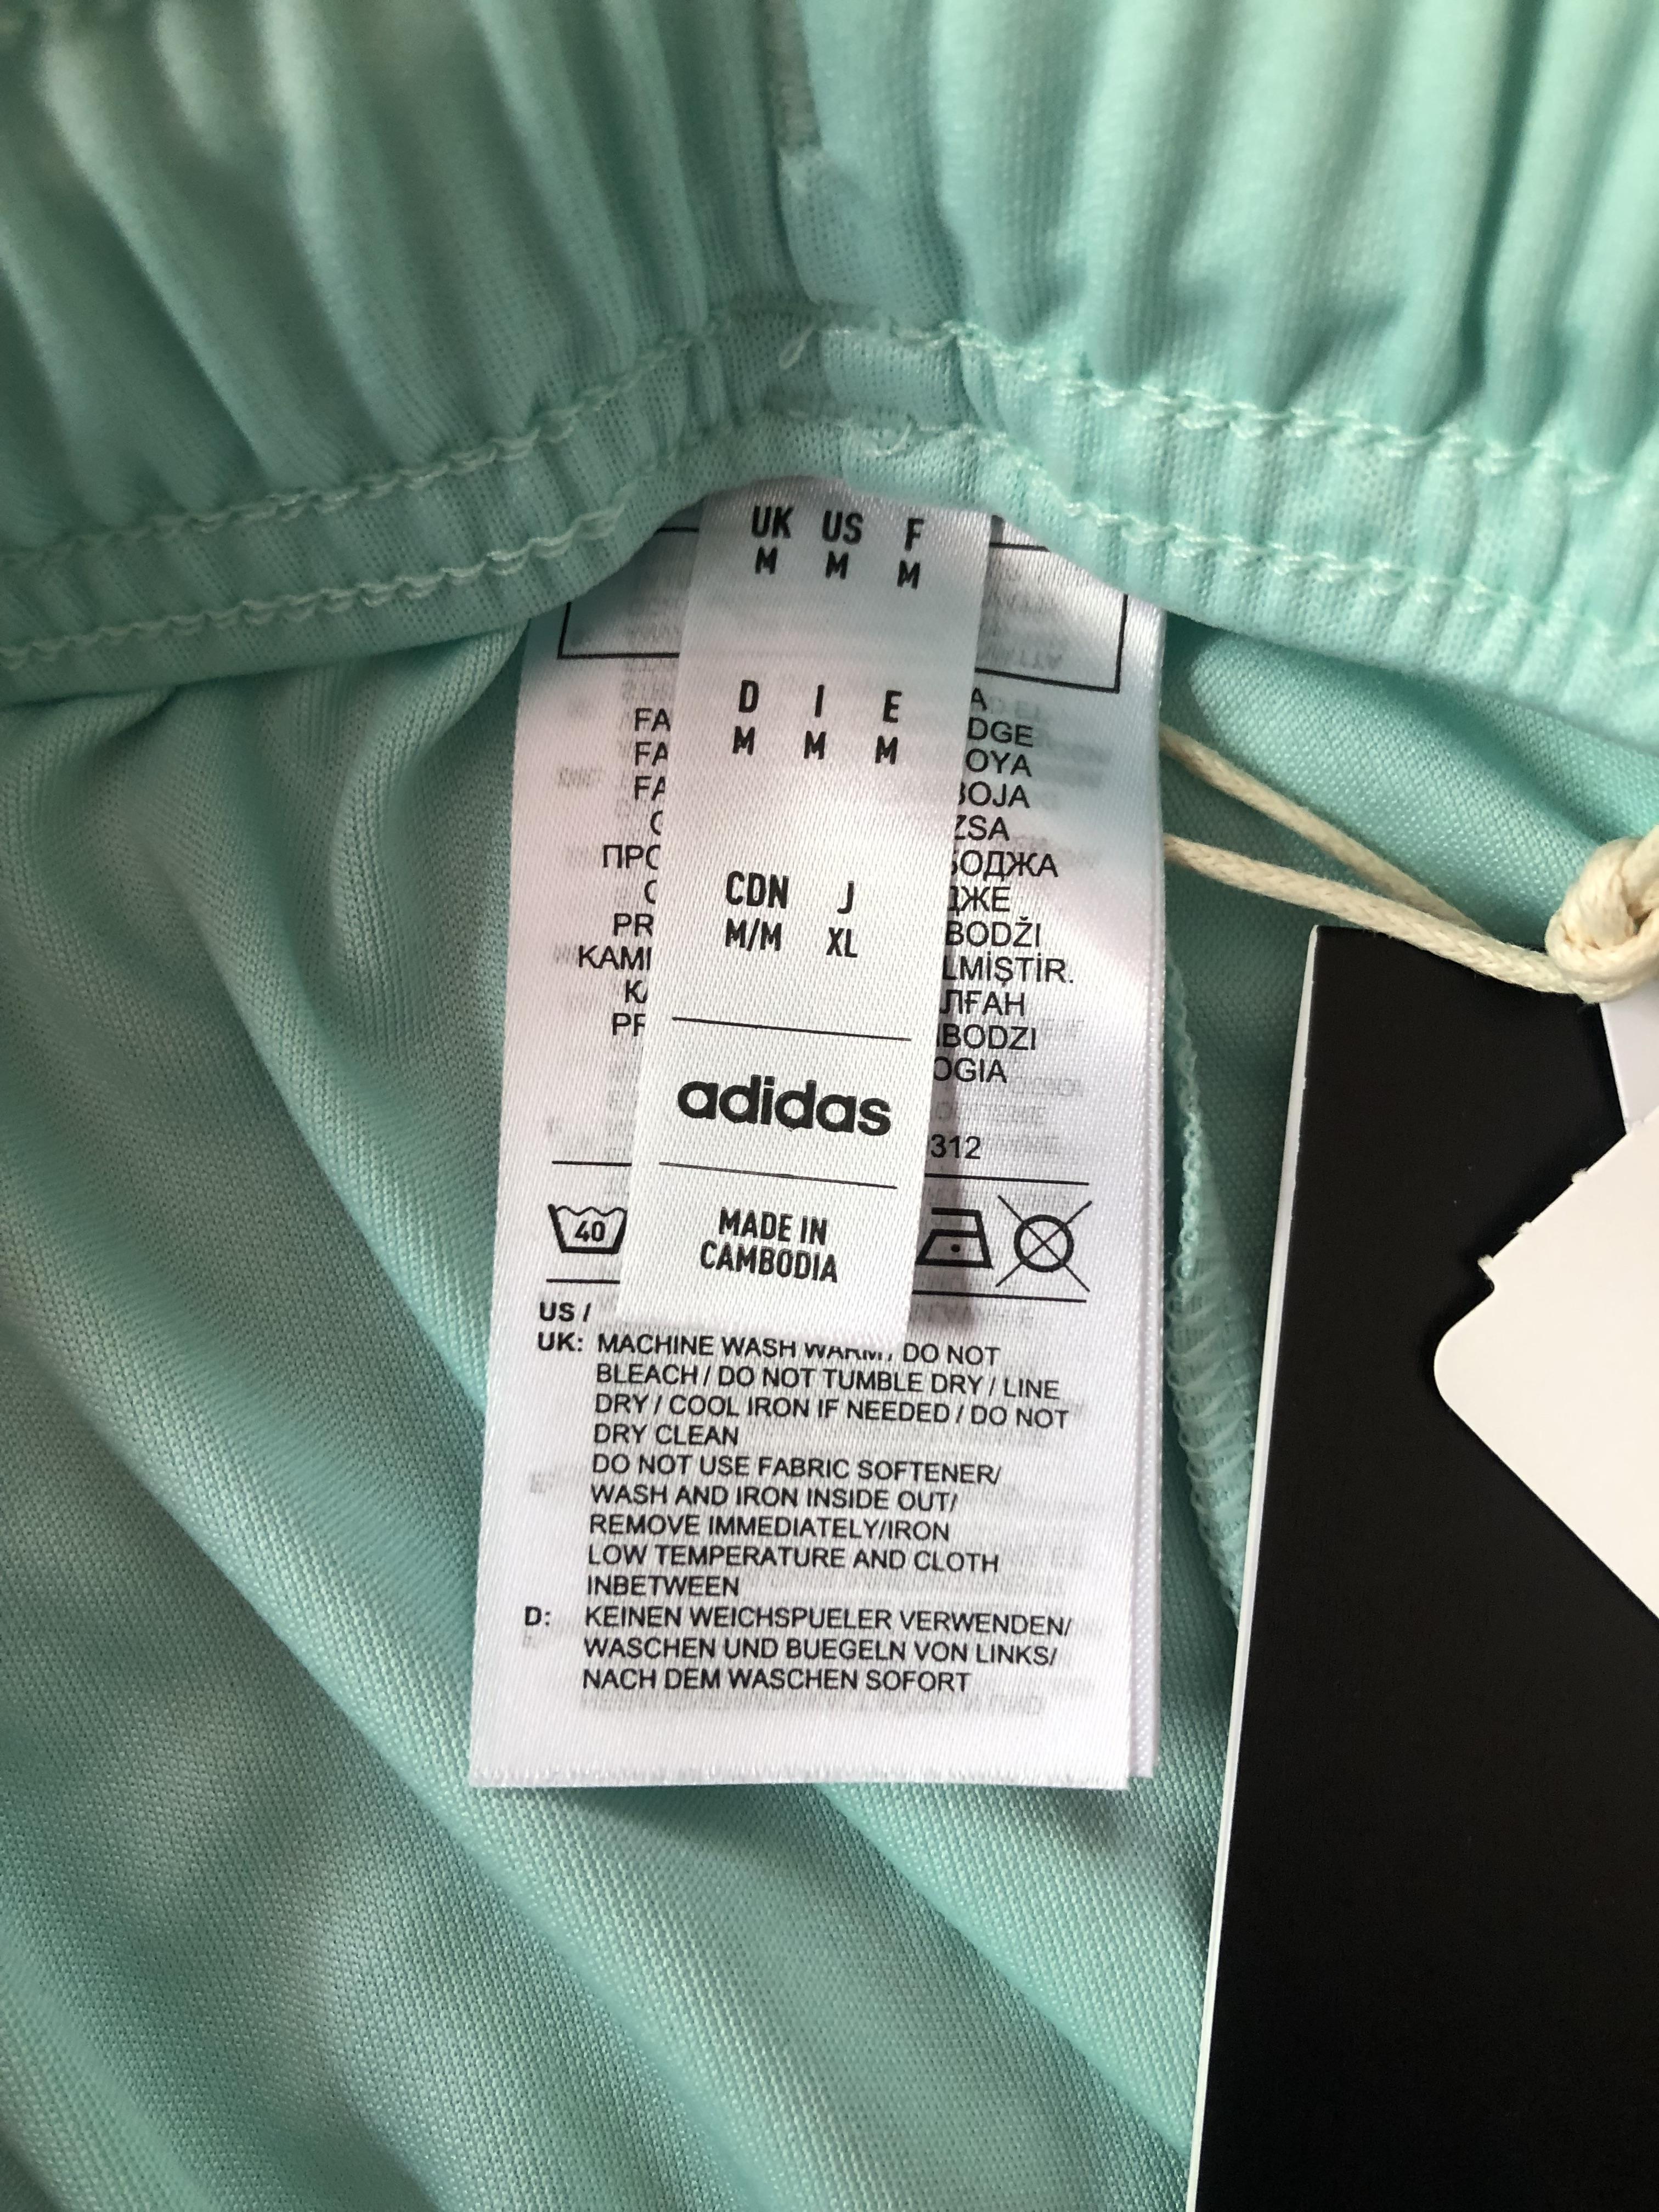 UK US F
M M M
D I E
M M M
CDN J
M/M XL
adidas
MADE IN
CAMBODIA
A
FA DGE
FA OYA
FA BOJA
ZSA
ПРО БОДЖА
ЏЖЕ
PR BODŽI
KAMI LMİŞTİR.
ЛҒАН
PR BODZI
OGIA
312
40
US /
UK: MACHINE WASH WARM / DO NOT
BLEACH / DO NOT TUMBLE DRY / LINE
DRY / COOL IRON IF NEEDED / DO NOT
DRY CLEAN
DO NOT USE FABRIC SOFTENER/
WASH AND IRON INSIDE OUT/
REMOVE IMMEDIATELY/IRON
LOW TEMPERATURE AND CLOTH
INBETWEEN
D: KEINEN WEICHSPUELER VERWENDEN/
WASCHEN UND BUEGELN VON LINKS/
NACH DEM WASCHEN SOFORT